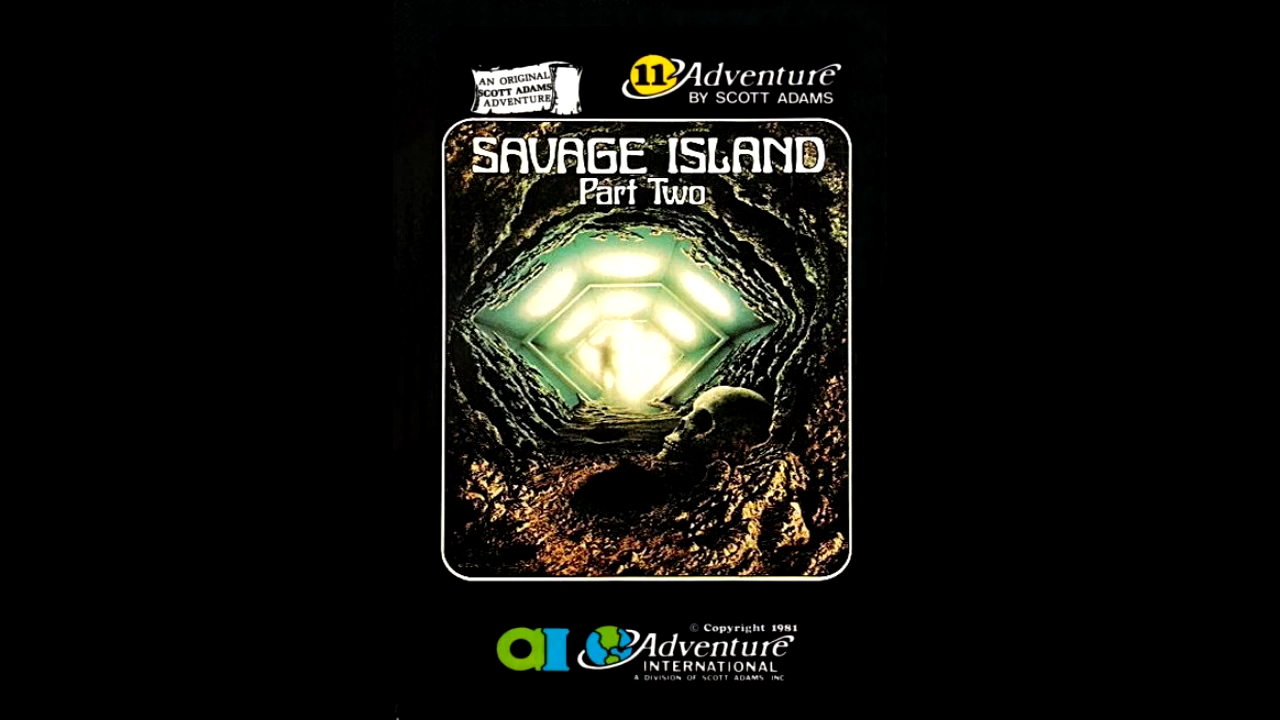 AN ORIGINAL
SCOTT ADAMS
ADVENTURE
11 Adventure
BY SCOTT ADAMS
SAVAGE ISLAND
Part Two
© Copyright 1981
ai Adventure
INTERNATIONAL
A DIVISION OF SCOTT ADAMS, INC